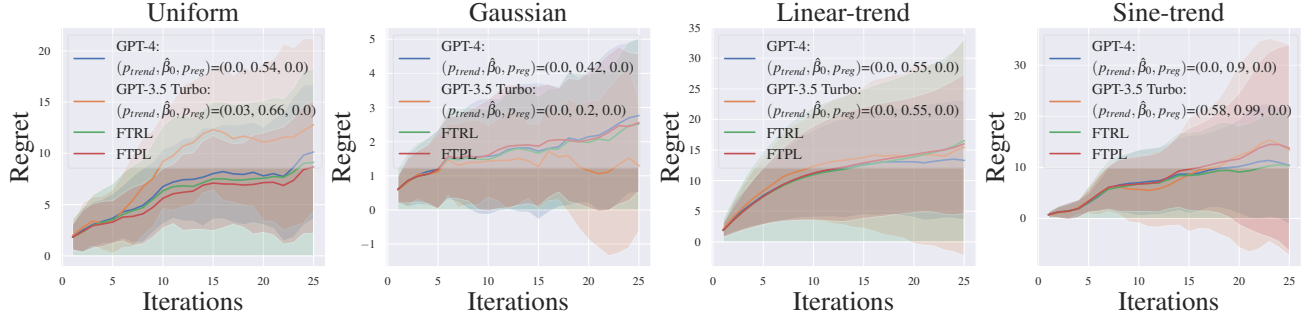 Uniform
Regret
20
15
10
5
0
GPT-4:
(p_trend, β̂_0, p_reg)=(0.0, 0.54, 0.0)
GPT-3.5 Turbo:
(p_trend, β̂_0, p_reg)=(0.03, 0.66, 0.0)
FTRL
FTPL
0 5 10 15 20 25
Iterations
Gaussian
Regret
5
4
3
2
1
0
−1
GPT-4:
(p_trend, β̂_0, p_reg)=(0.0, 0.42, 0.0)
GPT-3.5 Turbo:
(p_trend, β̂_0, p_reg)=(0.0, 0.2, 0.0)
FTRL
FTPL
0 5 10 15 20 25
Iterations
Linear-trend
Regret
35
30
25
20
15
10
5
0
GPT-4:
(p_trend, β̂_0, p_reg)=(0.0, 0.55, 0.0)
GPT-3.5 Turbo:
(p_trend, β̂_0, p_reg)=(0.0, 0.55, 0.0)
FTRL
FTPL
0 5 10 15 20 25
Iterations
Sine-trend
Regret
30
20
10
0
GPT-4:
(p_trend, β̂_0, p_reg)=(0.0, 0.9, 0.0)
GPT-3.5 Turbo:
(p_trend, β̂_0, p_reg)=(0.58, 0.99, 0.0)
FTRL
FTPL
0 5 10 15 20 25
Iterations